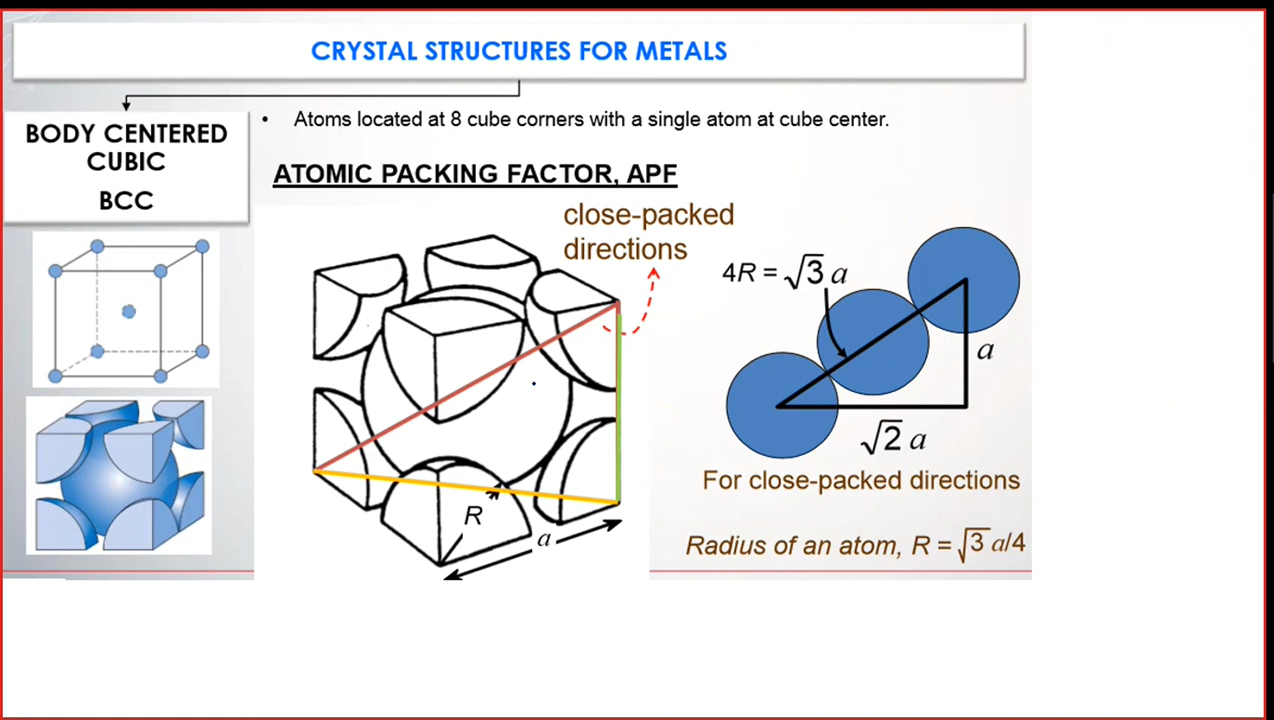 CRYSTAL STRUCTURES FOR METALS
BODY CENTERED
CUBIC
BCC
• Atoms located at 8 cube corners with a single atom at cube center.
ATOMIC PACKING FACTOR, APF
close-packed
directions
R
a
4R = √3 a
a
√2 a
For close-packed directions
Radius of an atom, R = √3 a/4